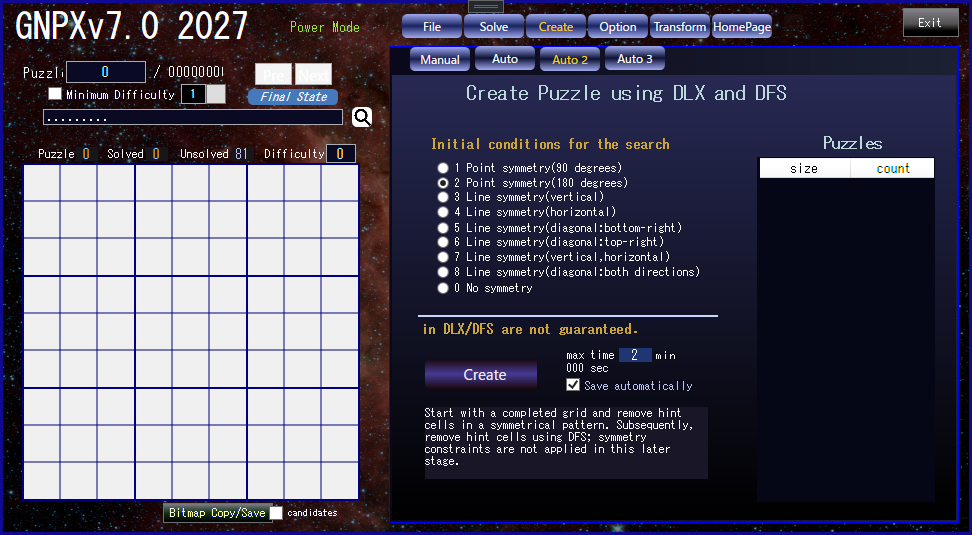 GNPXv7.0 2027
Power Mode
File Solve Create Option Transform HomePage
Exit
Manual Auto Auto 2 Auto 3
Puzzl 0 / 00000001
Pre Next
Minimum Difficulty 1
Final State
.........
Puzzle 0 Solved 0 Unsolved 81 Difficulty 0
Bitmap Copy/Save candidates
Create Puzzle using DLX and DFS
Initial conditions for the search
1 Point symmetry(90 degrees)
2 Point symmetry(180 degrees)
3 Line symmetry(vertical)
4 Line symmetry(horizontal)
5 Line symmetry(diagonal:bottom-right)
6 Line symmetry(diagonal:top-right)
7 Line symmetry(vertical,horizontal)
8 Line symmetry(diagonal:both directions)
0 No symmetry
in DLX/DFS are not guaranteed.
Create
max time 2 min
000 sec
Save automatically
Start with a completed grid and remove hint
cells in a symmetrical pattern. Subsequently,
remove hint cells using DFS; symmetry
constraints are not applied in this later
stage.
Puzzles
size count